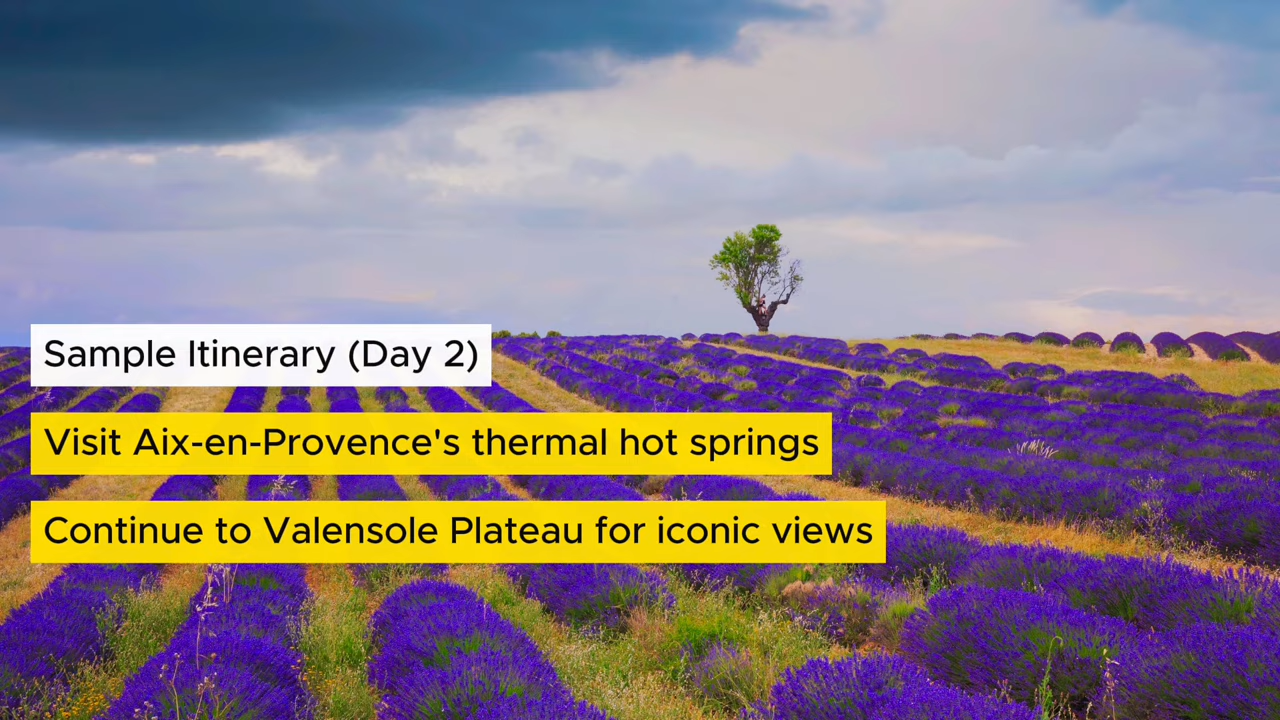 Sample Itinerary (Day 2)
Visit Aix-en-Provence's thermal hot springs
Continue to Valensole Plateau for iconic views